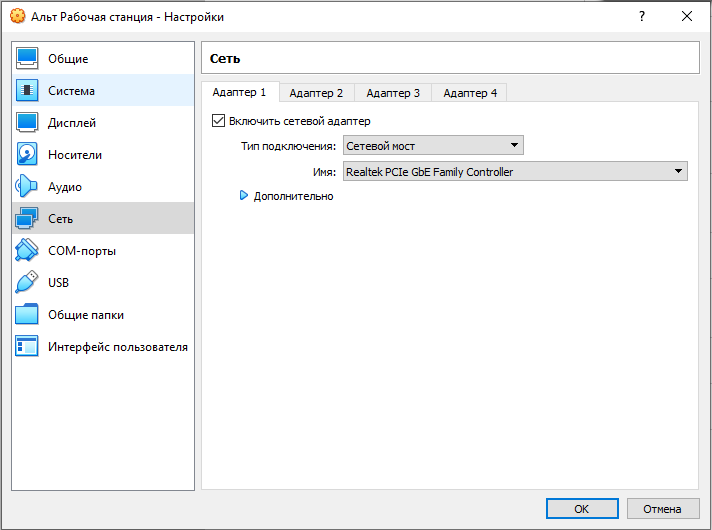 Альт Рабочая станция - Настройки
?
Общие
Система
Дисплей
Носители
Аудио
Сеть
COM-порты
USB
Общие папки
Интерфейс пользователя
Сеть
Адаптер 1 Адаптер 2 Адаптер 3 Адаптер 4
Включить сетевой адаптер
Тип подключения: Сетевой мост
Имя: Realtek PCIe GbE Family Controller
Дополнительно
OK Отмена